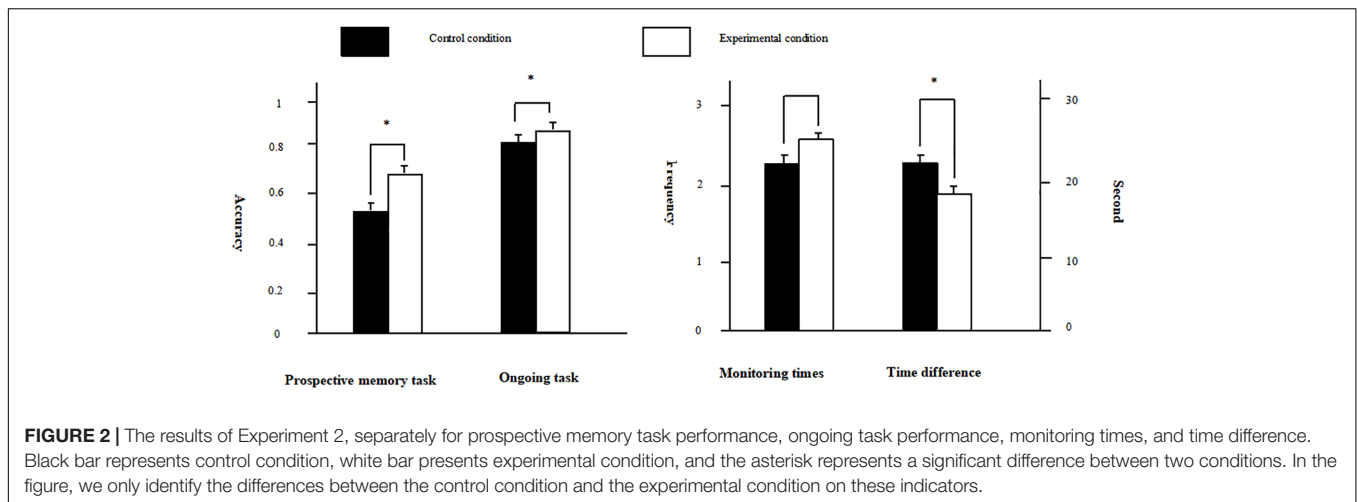 Control condition
Experimental condition
*
*
*
1
0.8
0.6
0.4
0.2
0
Accuracy
Prospective memory task
Ongoing task
3
2
1
0
Frequency
30
20
10
0
Second
Monitoring times
Time difference
FIGURE 2 | The results of Experiment 2, separately for prospective memory task performance, ongoing task performance, monitoring times, and time difference.
Black bar represents control condition, white bar presents experimental condition, and the asterisk represents a significant difference between two conditions. In the
figure, we only identify the differences between the control condition and the experimental condition on these indicators.